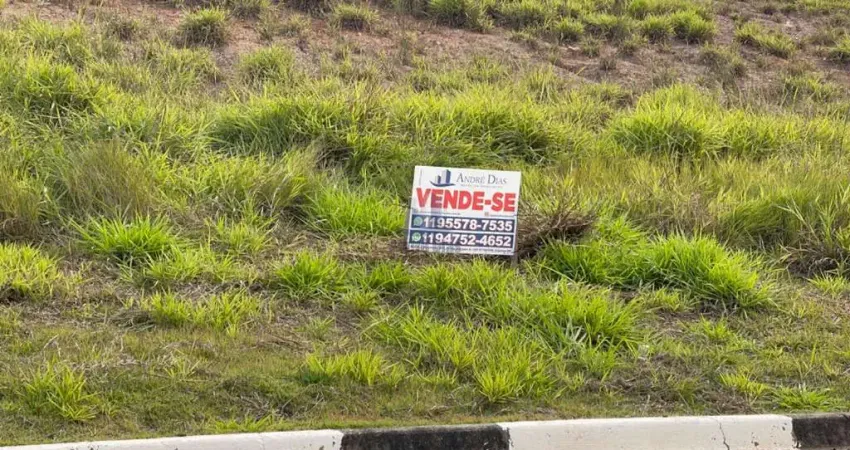 ANDRÉ DIAS
VENDE-SE
1195578-7535
1194752-4652